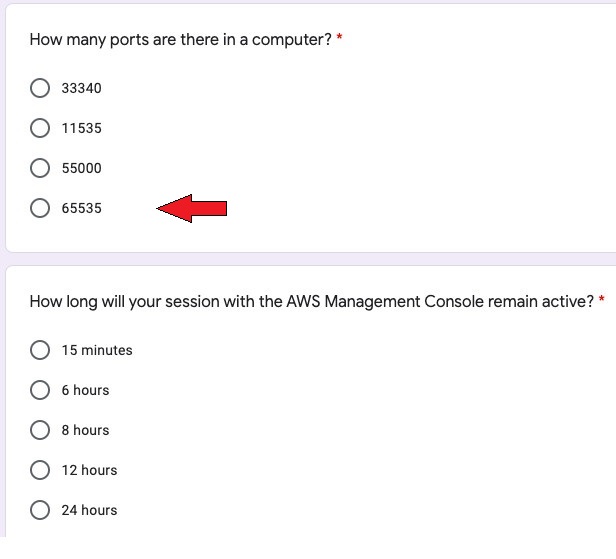 How many ports are there in a computer? *
33340
11535
55000
65535
How long will your session with the AWS Management Console remain active? *
15 minutes
6 hours
8 hours
12 hours
24 hours